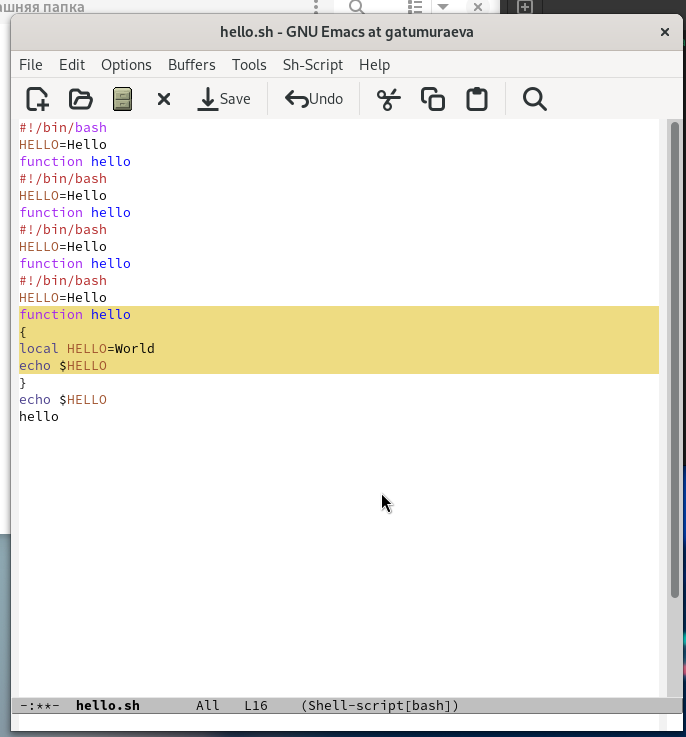 ашняя папка
hello.sh - GNU Emacs at gatumuraeva
File Edit Options Buffers Tools Sh-Script Help
Save Undo
#!/bin/bash
HELLO=Hello
function hello
#!/bin/bash
HELLO=Hello
function hello
#!/bin/bash
HELLO=Hello
function hello
#!/bin/bash
HELLO=Hello
function hello
{
local HELLO=World
echo $HELLO
}
echo $HELLO
hello
-:**- hello.sh All L16 (Shell-script[bash])